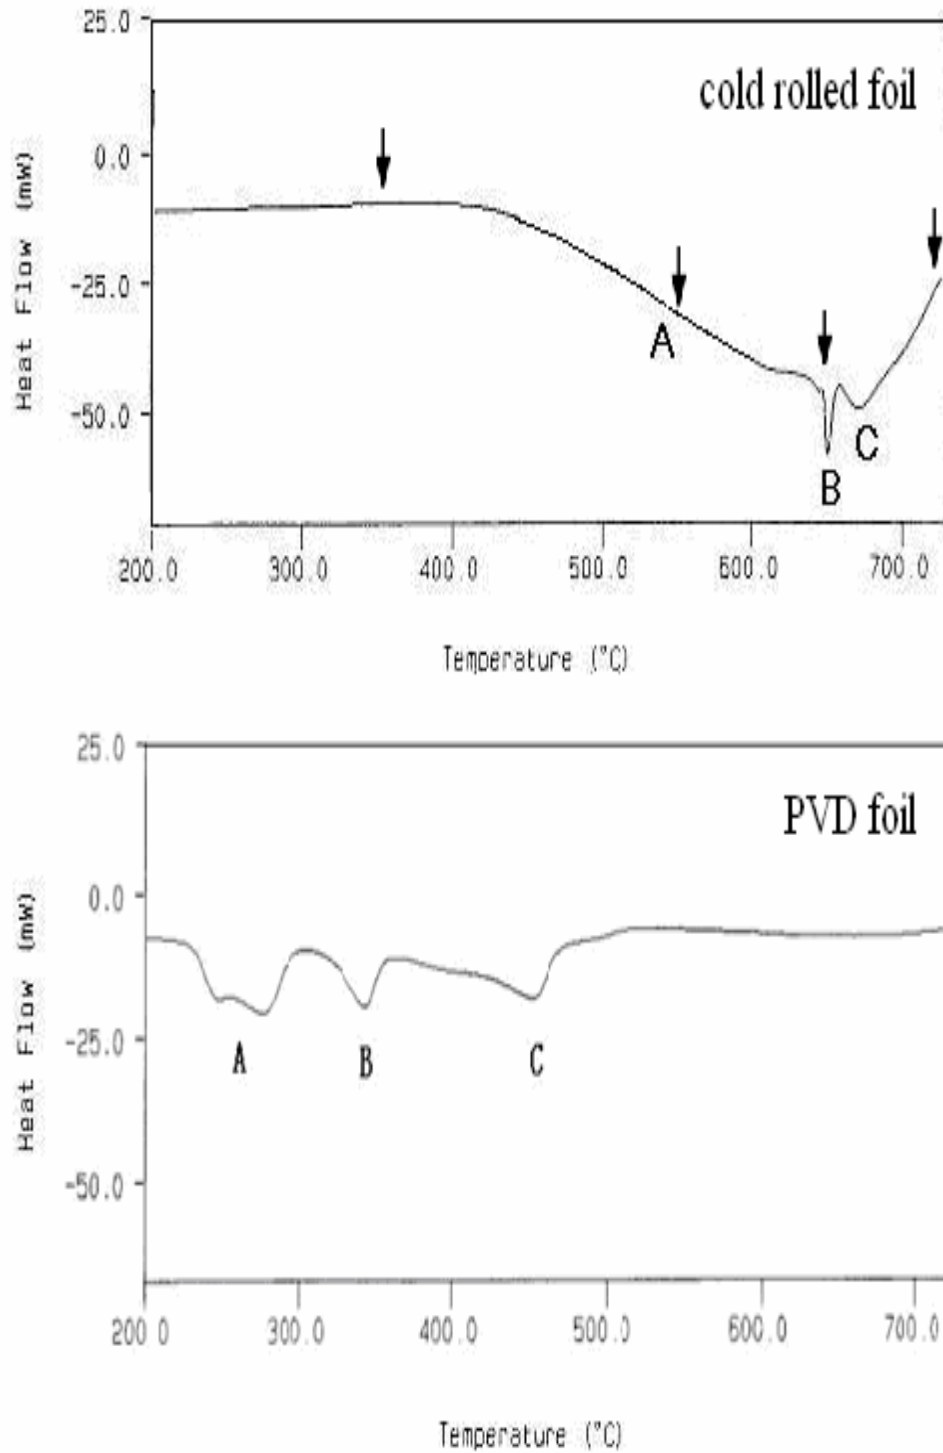 25.0
cold rolled foil
0.0
-25.0
-50.0
Heat Flow (mW)
A
B
C
200.0 300.0 400.0 500.0 600.0 700.0
Temperature (°C)
25.0
PVD foil
0.0
-25.0
-50.0
Heat Flow (mW)
A B C
200.0 300.0 400.0 500.0 600.0 700.0
Temperature (°C)